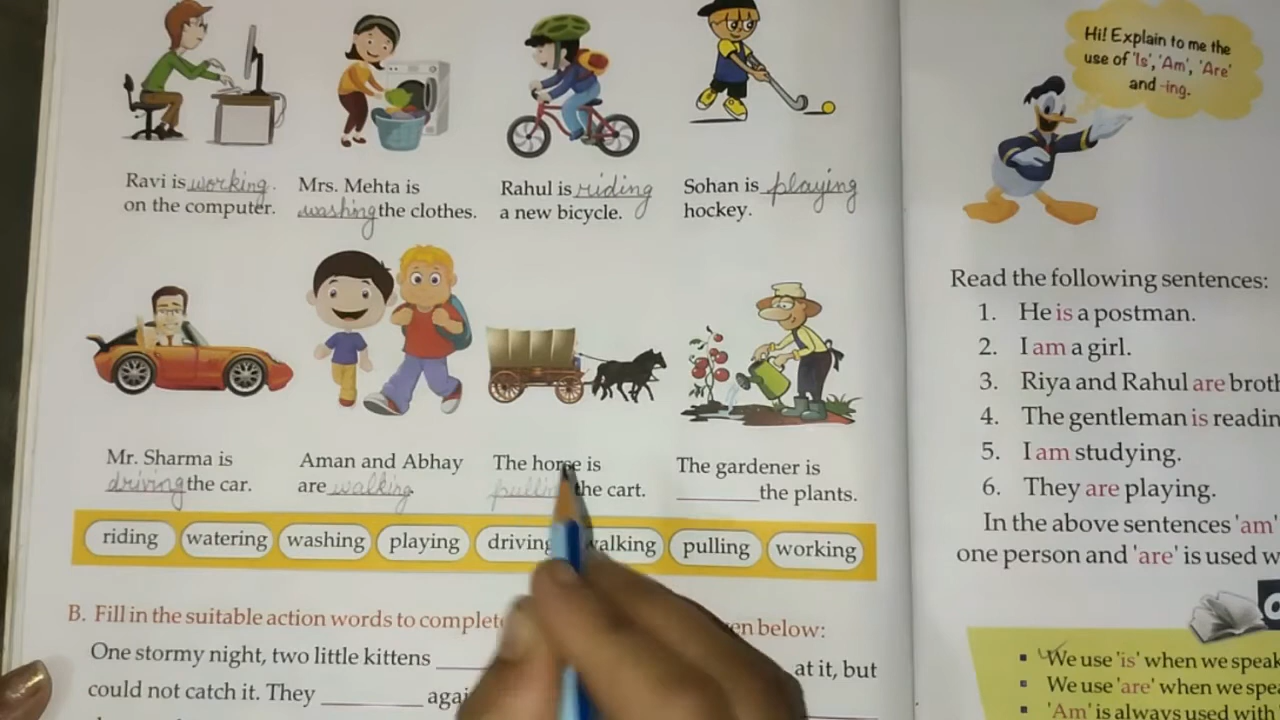 Ravi is working.
on the computer.
Mrs. Mehta is
washing the clothes.
Rahul is riding
a new bicycle.
Sohan is playing
hockey.
Mr. Sharma is
driving the car.
Aman and Abhay
are walking.
The horse is
the cart.
The gardener is
________ the plants.
riding watering washing playing driving walking pulling working
B. Fill in the suitable action words to complet
en below:
One stormy night, two little kittens
at it, but
could not catch it. They ________ agai
Hi! Explain to me the
use of 'Is', 'Am', 'Are'
and -ing.
Read the following sentences:
1. He is a postman.
2. I am a girl.
3. Riya and Rahul are broth
4. The gentleman is readin
5. I am studying.
6. They are playing.
In the above sentences 'am'
one person and 'are' is used w
We use 'is' when we speak
We use 'are' when we spea
'Am' is always used with